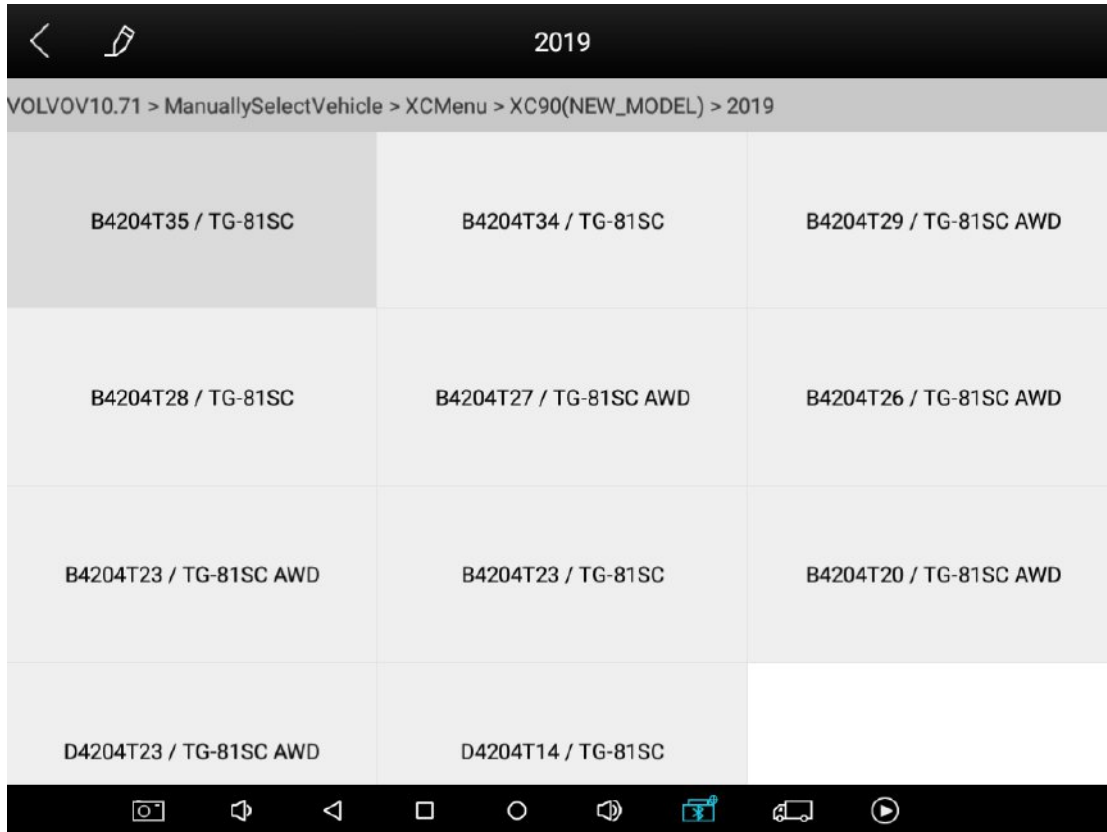 2019
VOLVOV10.71 > ManuallySelectVehicle > XCMenu > XC90(NEW_MODEL) > 2019
B4204T35 / TG-81SC
B4204T34 / TG-81SC
B4204T29 / TG-81SC AWD
B4204T28 / TG-81SC
B4204T27 / TG-81SC AWD
B4204T26 / TG-81SC AWD
B4204T23 / TG-81SC AWD
B4204T23 / TG-81SC
B4204T20 / TG-81SC AWD
D4204T23 / TG-81SC AWD
D4204T14 / TG-81SC